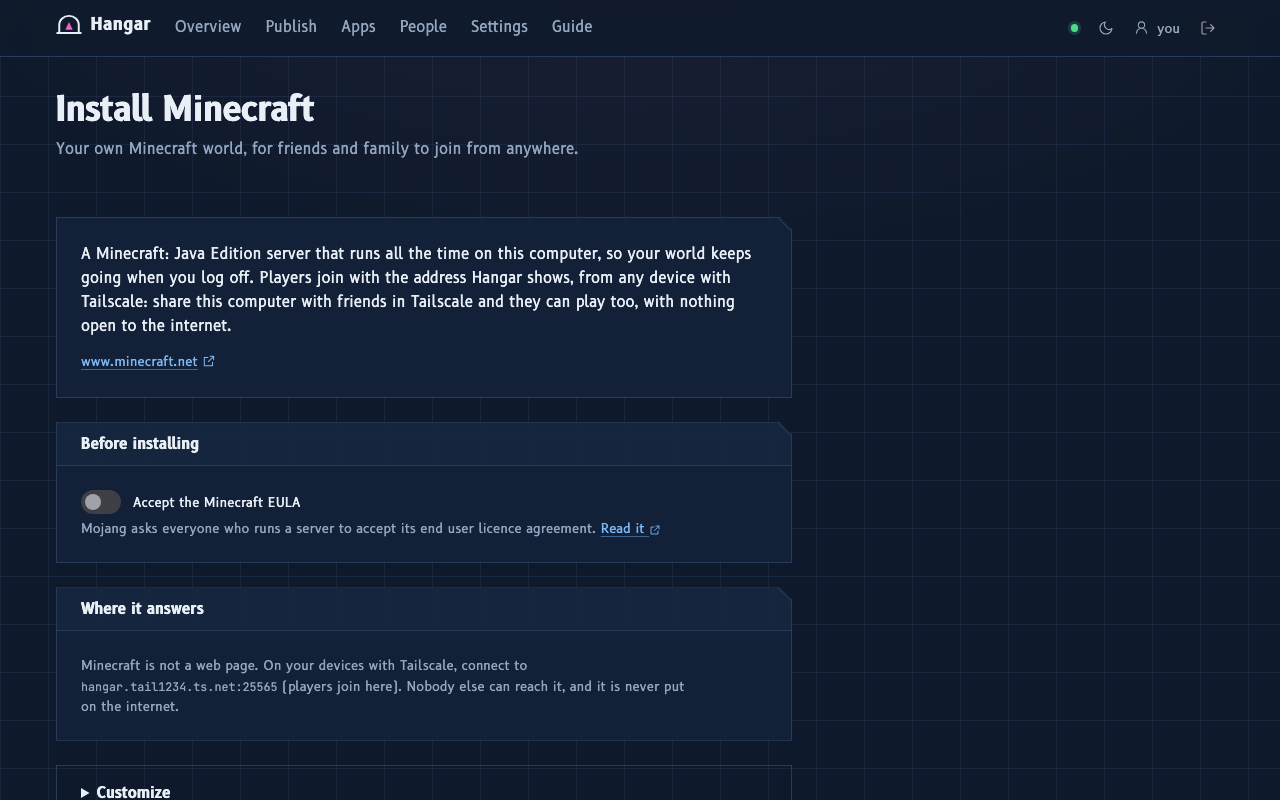 Hangar Overview Publish Apps People Settings Guide you
Install Minecraft
Your own Minecraft world, for friends and family to join from anywhere.
A Minecraft: Java Edition server that runs all the time on this computer, so your world keeps
going when you log off. Players join with the address Hangar shows, from any device with
Tailscale: share this computer with friends in Tailscale and they can play too, with nothing
open to the internet.
www.minecraft.net
Before installing
Accept the Minecraft EULA
Mojang asks everyone who runs a server to accept its end user licence agreement. Read it
Where it answers
Minecraft is not a web page. On your devices with Tailscale, connect to
hangar.tail1234.ts.net:25565 (players join here). Nobody else can reach it, and it is never put
on the internet.
Customize